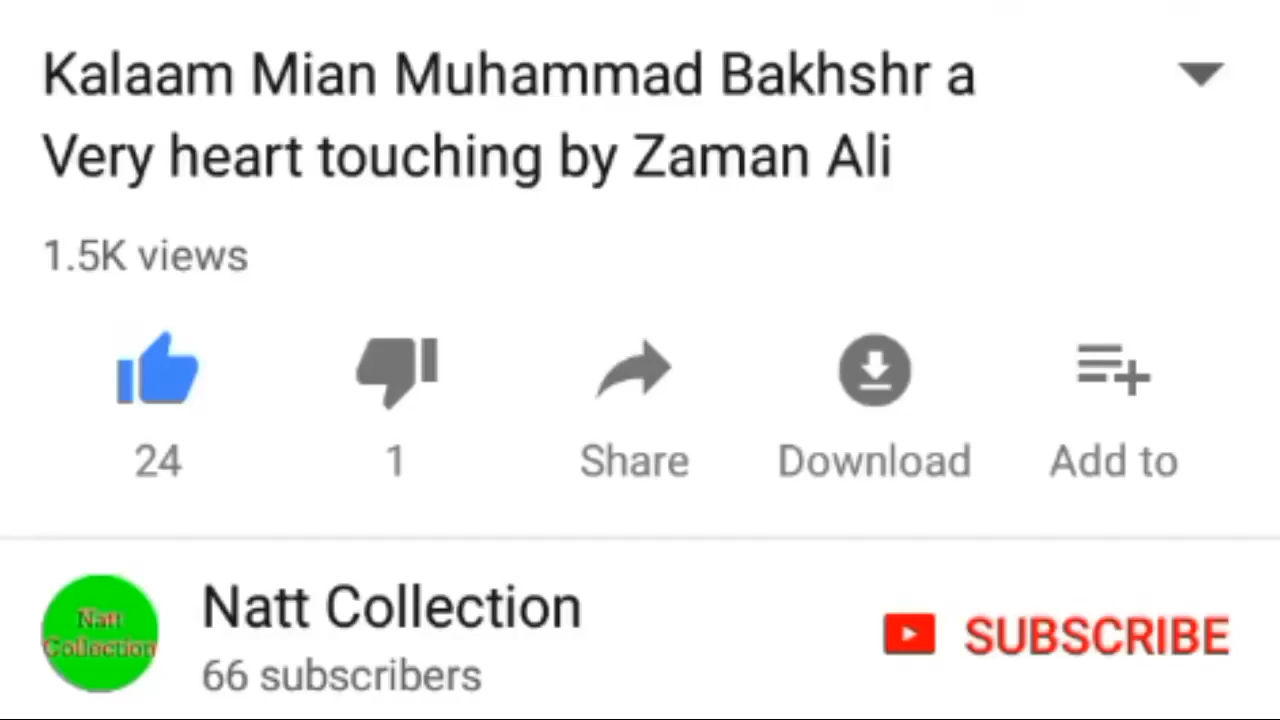 Kalaam Mian Muhammad Bakhshr a
Very heart touching by Zaman Ali
1.5K views
24
1
Share
Download
Add to
Natt
Collection
Natt Collection
66 subscribers
SUBSCRIBE